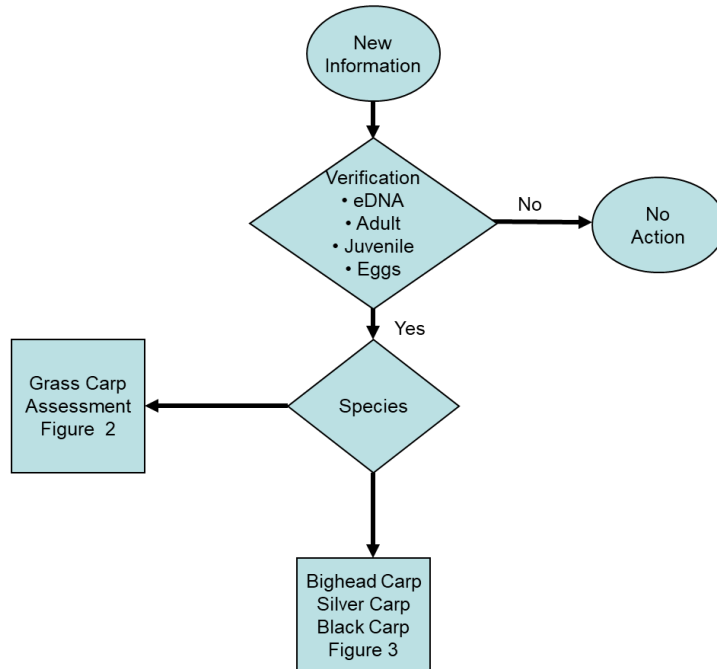 New
Information
Verification
• eDNA
• Adult
• Juvenile
• Eggs
No
No
Action
Yes
Grass Carp
Assessment
Figure 2
Species
Bighead Carp
Silver Carp
Black Carp
Figure 3